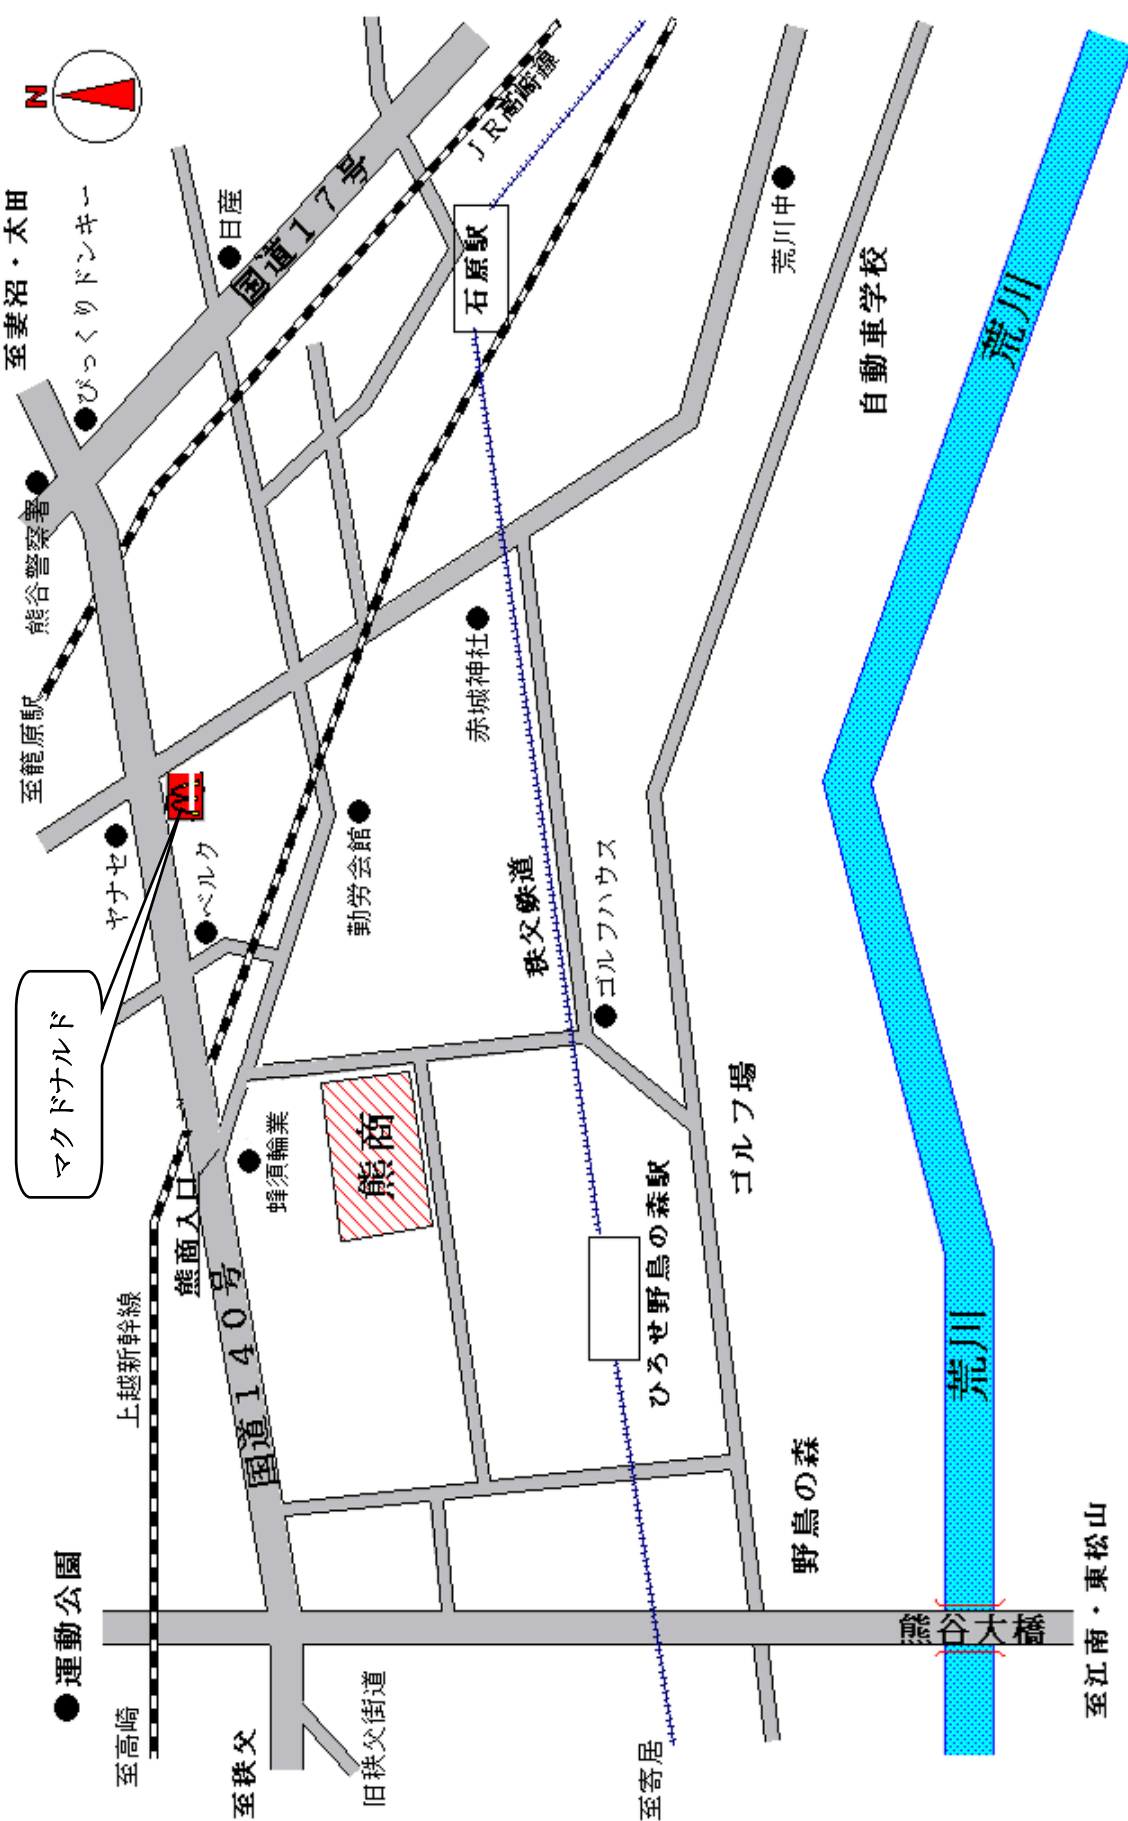 至高崎
●運動公園
至秩父
旧秩父街道
上越新幹線
国道140号
熊商入口
マクドナルド
ヤナセ
ベルク
蜂須輪業
熊商
勤労会館
至籠原駅
熊谷警察署
びっくりドンキー
至妻沼・太田
N
日産
国道17号
JR高崎線
石原駅
赤城神社
秩父鉄道
ゴルフハウス
ひろせ野鳥の森駅
至寄居
ゴルフ場
野鳥の森
荒川中
自動車学校
荒川
荒川
熊谷大橋
至江南・東松山